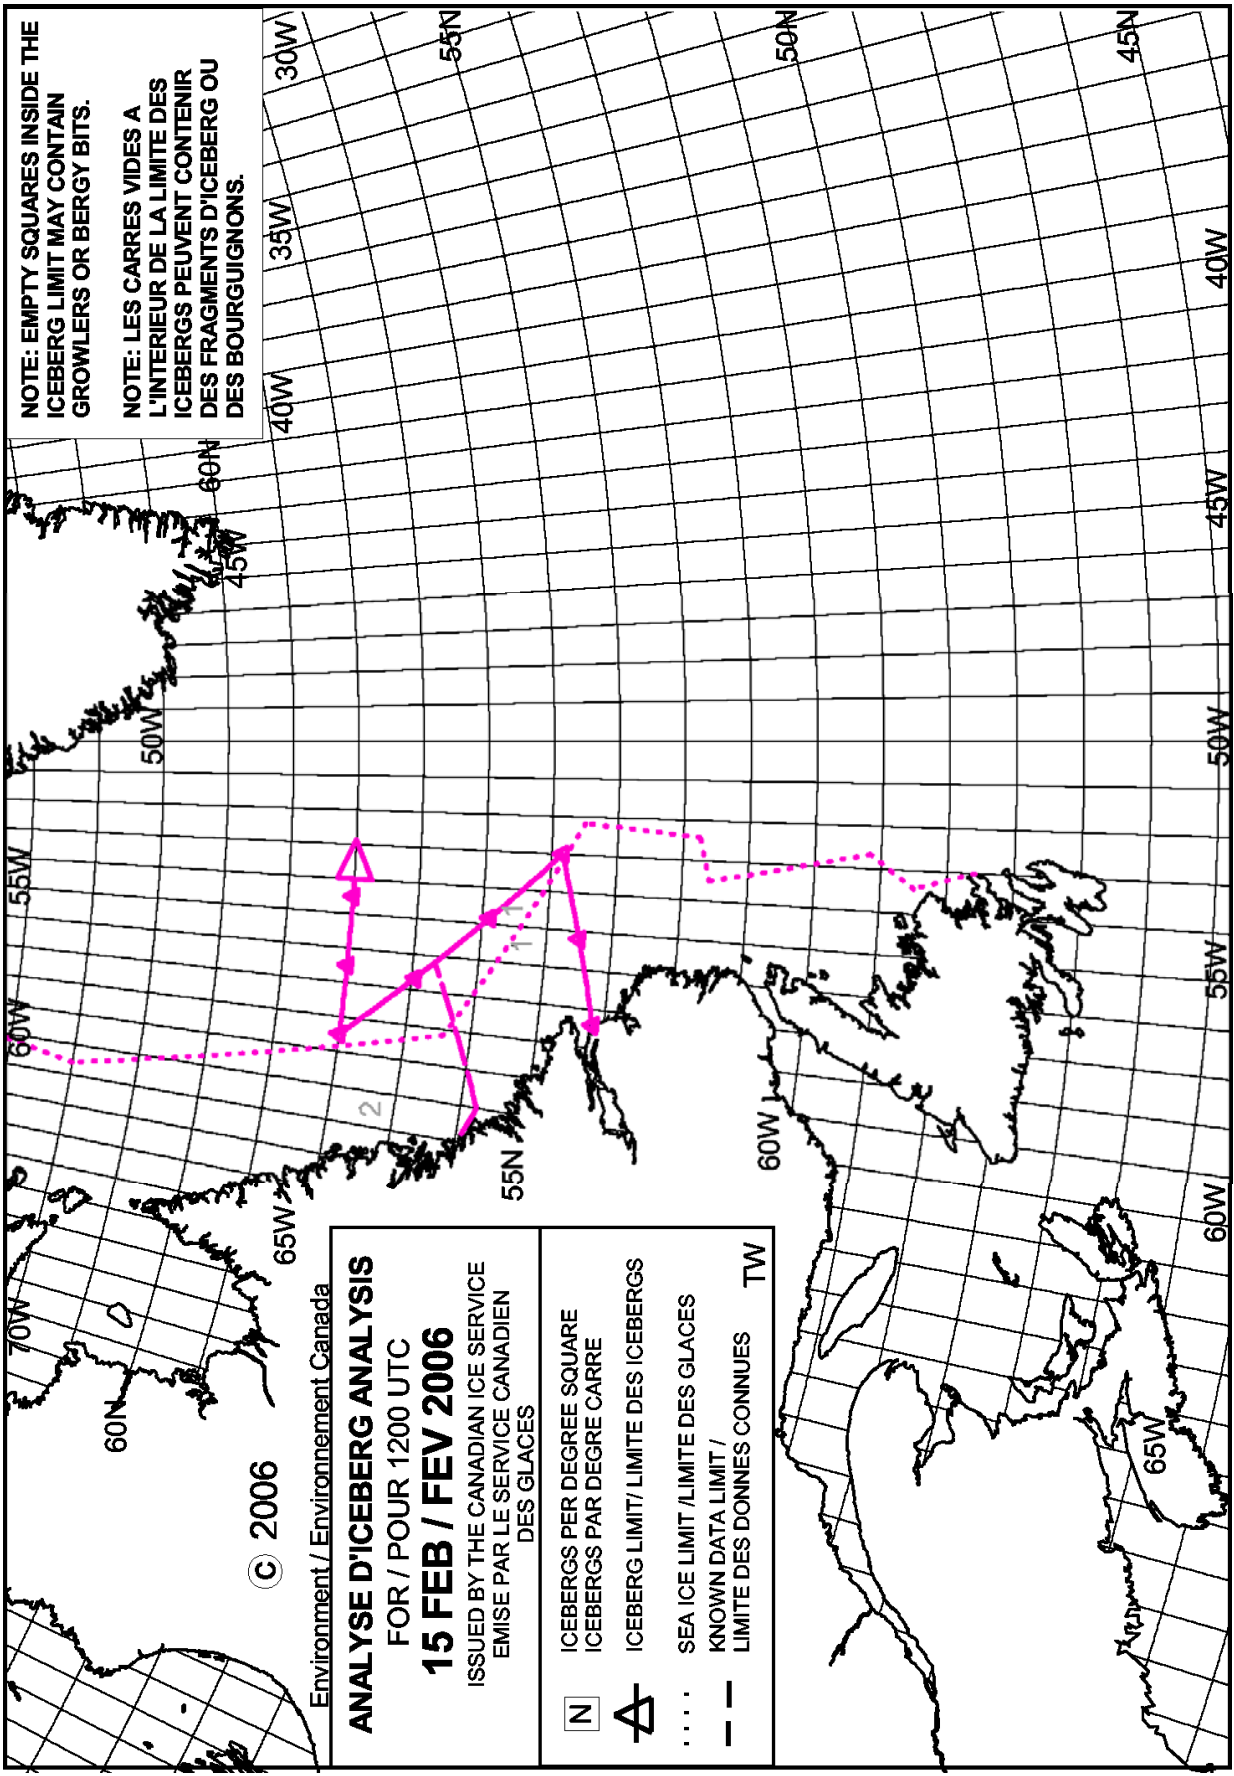 NOTE: EMPTY SQUARES INSIDE THE
ICEBERG LIMIT MAY CONTAIN
GROWLERS OR BERGY BITS.
NOTE: LES CARRES VIDES A
L'INTERIEUR DE LA LIMITE DES
ICEBERGS PEUVENT CONTENIR
DES FRAGMENTS D'ICEBERG OU
DES BOURGUIGNONS.
30W
55N
50N
45N
35W
40W
40W
60N
45W
45W
50W
50W
55W
55W
60W
60W
60W
1
1
2
55N
65W
65W
70W
60N
© 2006
Environment / Environnement Canada
ANALYSE D'ICEBERG ANALYSIS
FOR / POUR 1200 UTC
15 FEB / FEV 2006
ISSUED BY THE CANADIAN ICE SERVICE
EMISE PAR LE SERVICE CANADIEN
DES GLACES
N
ICEBERGS PER DEGREE SQUARE
ICEBERGS PAR DEGRE CARRE
ICEBERG LIMIT/ LIMITE DES ICEBERGS
SEA ICE LIMIT /LIMITE DES GLACES
KNOWN DATA LIMIT /
LIMITE DES DONNES CONNUES
TW